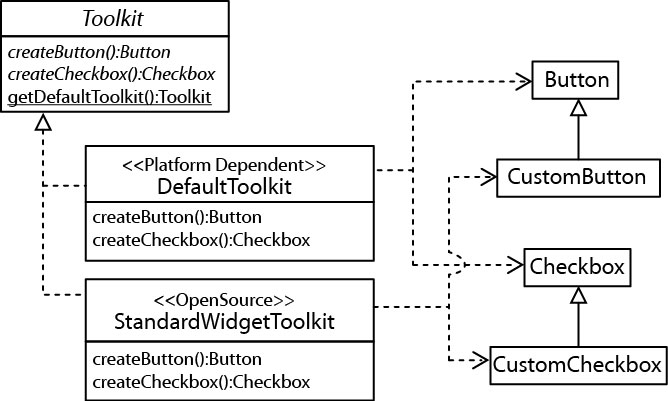 Toolkit
createButton():Button
createCheckbox():Checkbox
getDefaultToolkit():Toolkit
<<Platform Dependent>>
DefaultToolkit
createButton():Button
createCheckbox():Checkbox
<<OpenSource>>
StandardWidgetToolkit
createButton():Button
createCheckbox():Checkbox
Button
CustomButton
Checkbox
CustomCheckbox